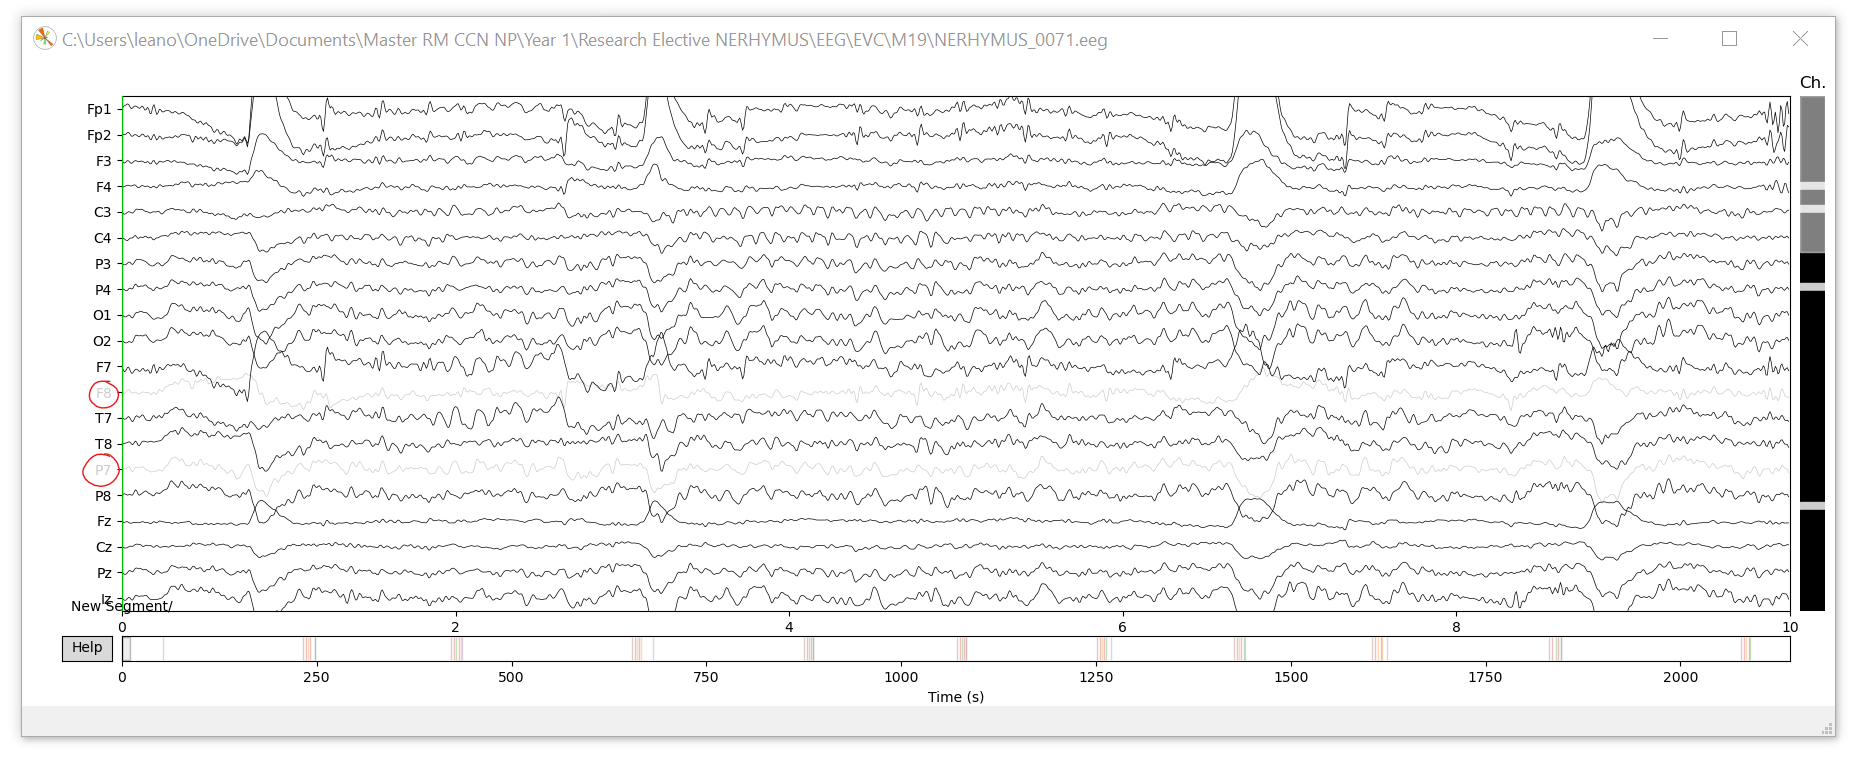 C:\Users\leano\OneDrive\Documents\Master RM CCN NP\Year 1\Research Elective NERHYMUS\EEG\EVC\M19\NERHYMUS_0071.eeg
Ch.
Fp1
Fp2
F3
F4
C3
C4
P3
P4
O1
O2
F7
F8
T7
T8
P7
P8
Fz
Cz
Pz
Iz
New Segment/
0 2 4 6 8 10
Help
0 250 500 750 1000 1250 1500 1750 2000
Time (s)